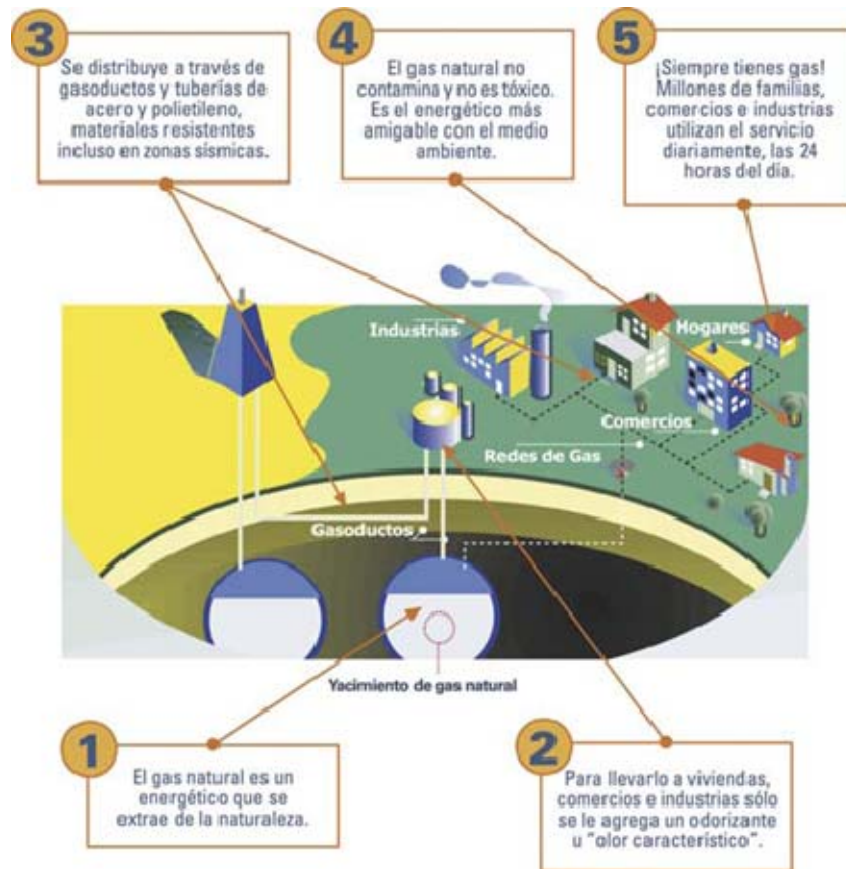 3
Se distribuye a través de
gasoductos y tuberías de
acero y polietileno,
materiales resistentes
incluso en zonas sísmicas.
4
El gas natural no
contamina y no es tóxico.
Es el energético más
amigable con el medio
ambiente.
5
¡Siempre tienes gas!
Millones de familias,
comercios e industrias
utilizan el servicio
diariamente, las 24
horas del día.
Industrias
Hogares
Comercios
Redes de Gas
Gasoductos
Yacimiento de gas natural
1
El gas natural es un
energético que se
extrae de la naturaleza.
2
Para llevarlo a viviendas,
comercios e industrias sólo
se le agrega un odorizante
u "olor característico".